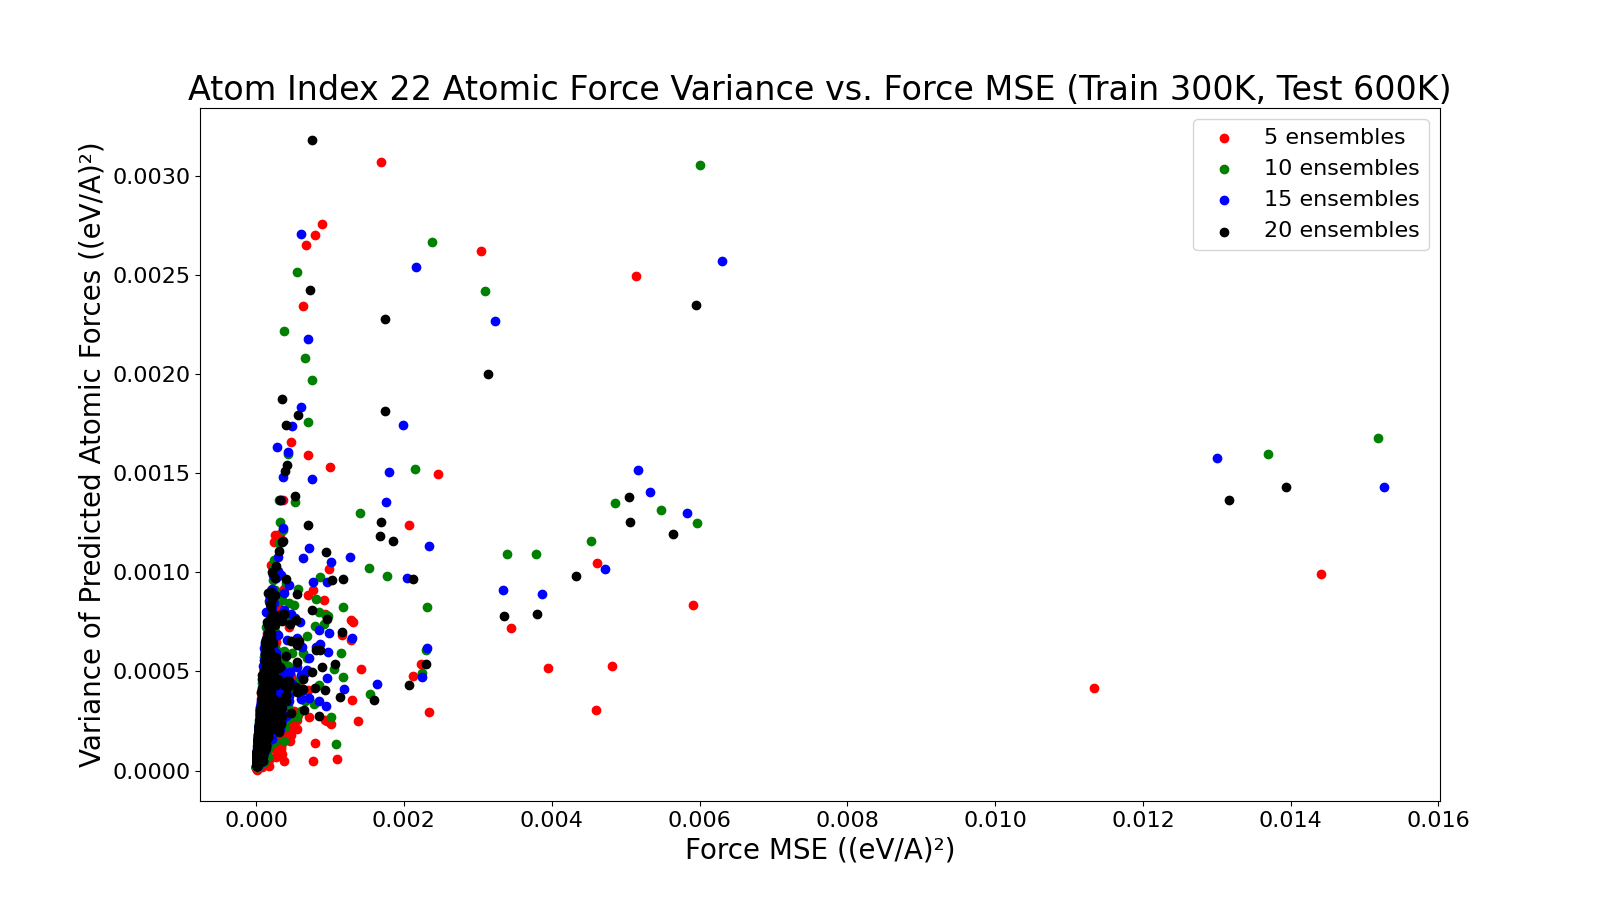 Atom Index 22 Atomic Force Variance vs. Force MSE (Train 300K, Test 600K)
5 ensembles
10 ensembles
15 ensembles
20 ensembles
Variance of Predicted Atomic Forces ((eV/A)²)
0.0030
0.0025
0.0020
0.0015
0.0010
0.0005
0.0000
0.000 0.002 0.004 0.006 0.008 0.010 0.012 0.014 0.016
Force MSE ((eV/A)²)